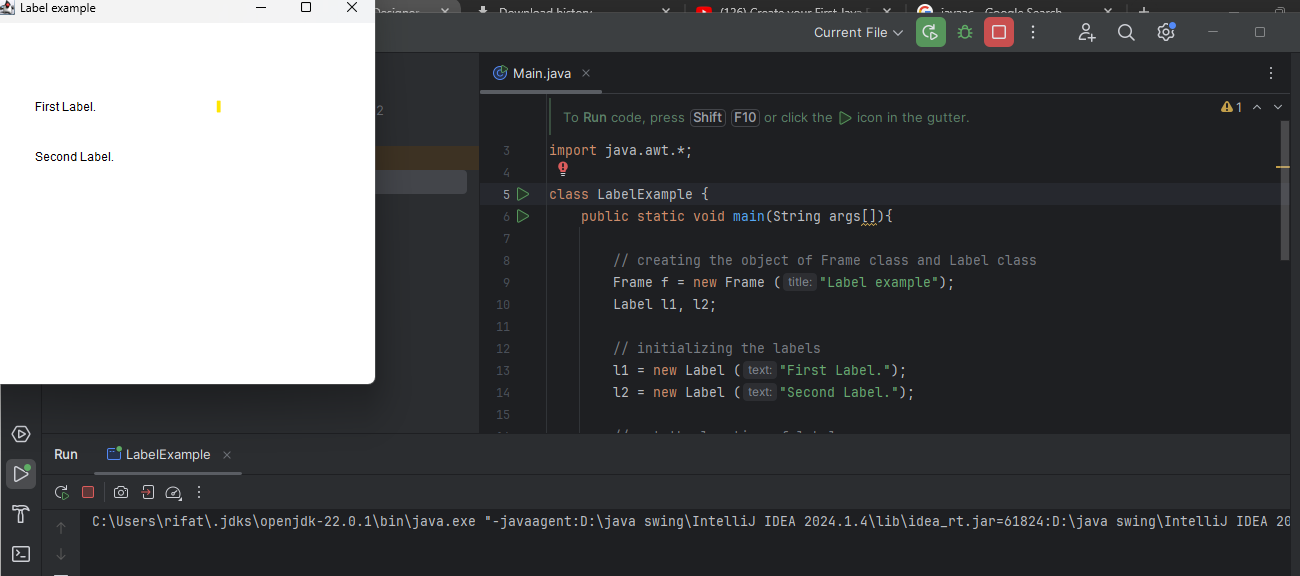 Label example
Designer
Download history
(126) Create your First Java
javaac - Google Search
Current File
First Label.
Second Label.
2
Main.java
To Run code, press Shift F10 or click the icon in the gutter.
1
3 import java.awt.*;
4
5 class LabelExample {
6 public static void main(String args[]){
7
8 // creating the object of Frame class and Label class
9 Frame f = new Frame ( title: "Label example");
10 Label l1, l2;
11
12 // initializing the labels
13 l1 = new Label ( text: "First Label.");
14 l2 = new Label ( text: "Second Label.");
15
Run LabelExample
C:\Users\rifat\.jdks\openjdk-22.0.1\bin\java.exe "-javaagent:D:\java swing\IntelliJ IDEA 2024.1.4\lib\idea_rt.jar=61824:D:\java swing\IntelliJ IDEA 20